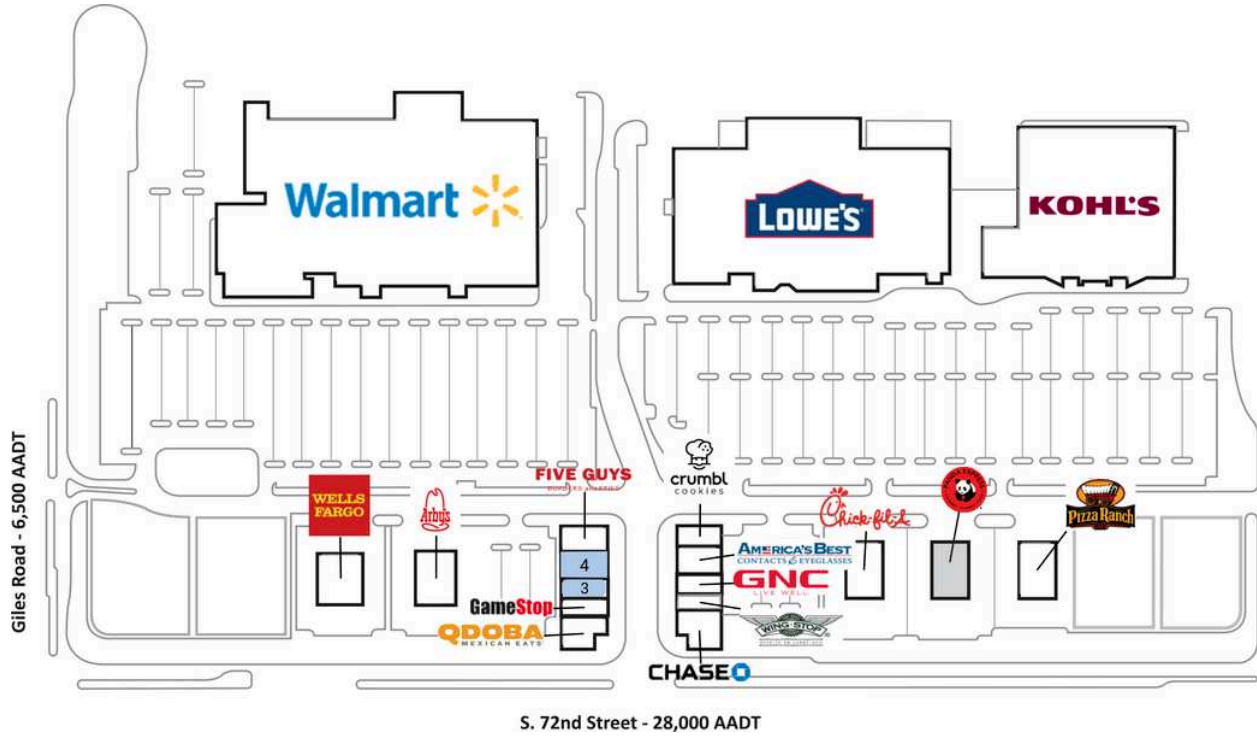 Walmart
LOWE'S
KOHL'S
Giles Road - 6,500 AADT
WELLS
FARGO
Arby's
FIVE GUYS
BURGERS and FRIES
4
3
GameStop
QDOBA
MEXICAN EATS
crumbl
cookies
AMERICA'S BEST
CONTACTS & EYEGLASSES
GNC
LIVE WELL
WING·STOP
CHASE
Chick-fil-A
PANDA EXPRESS
Pizza Ranch
S. 72nd Street - 28,000 AADT